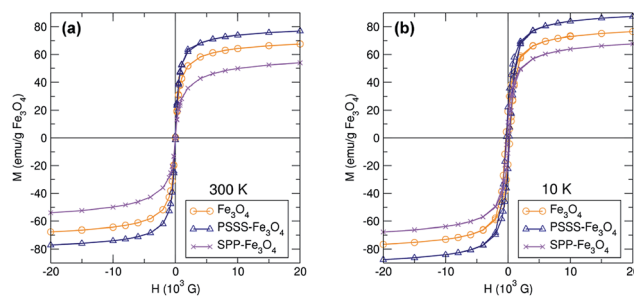 (a)
80
60
40
20
0
-20
-40
-60
-80
M (emu/g Fe₃O₄)
300 K
Fe₃O₄
PSSS-Fe₃O₄
SPP-Fe₃O₄
-20 -10 0 10 20
H (10³ G)
(b)
80
60
40
20
0
-20
-40
-60
-80
M (emu/g Fe₃O₄)
10 K
Fe₃O₄
PSSS-Fe₃O₄
SPP-Fe₃O₄
-20 -10 0 10 20
H (10³ G)